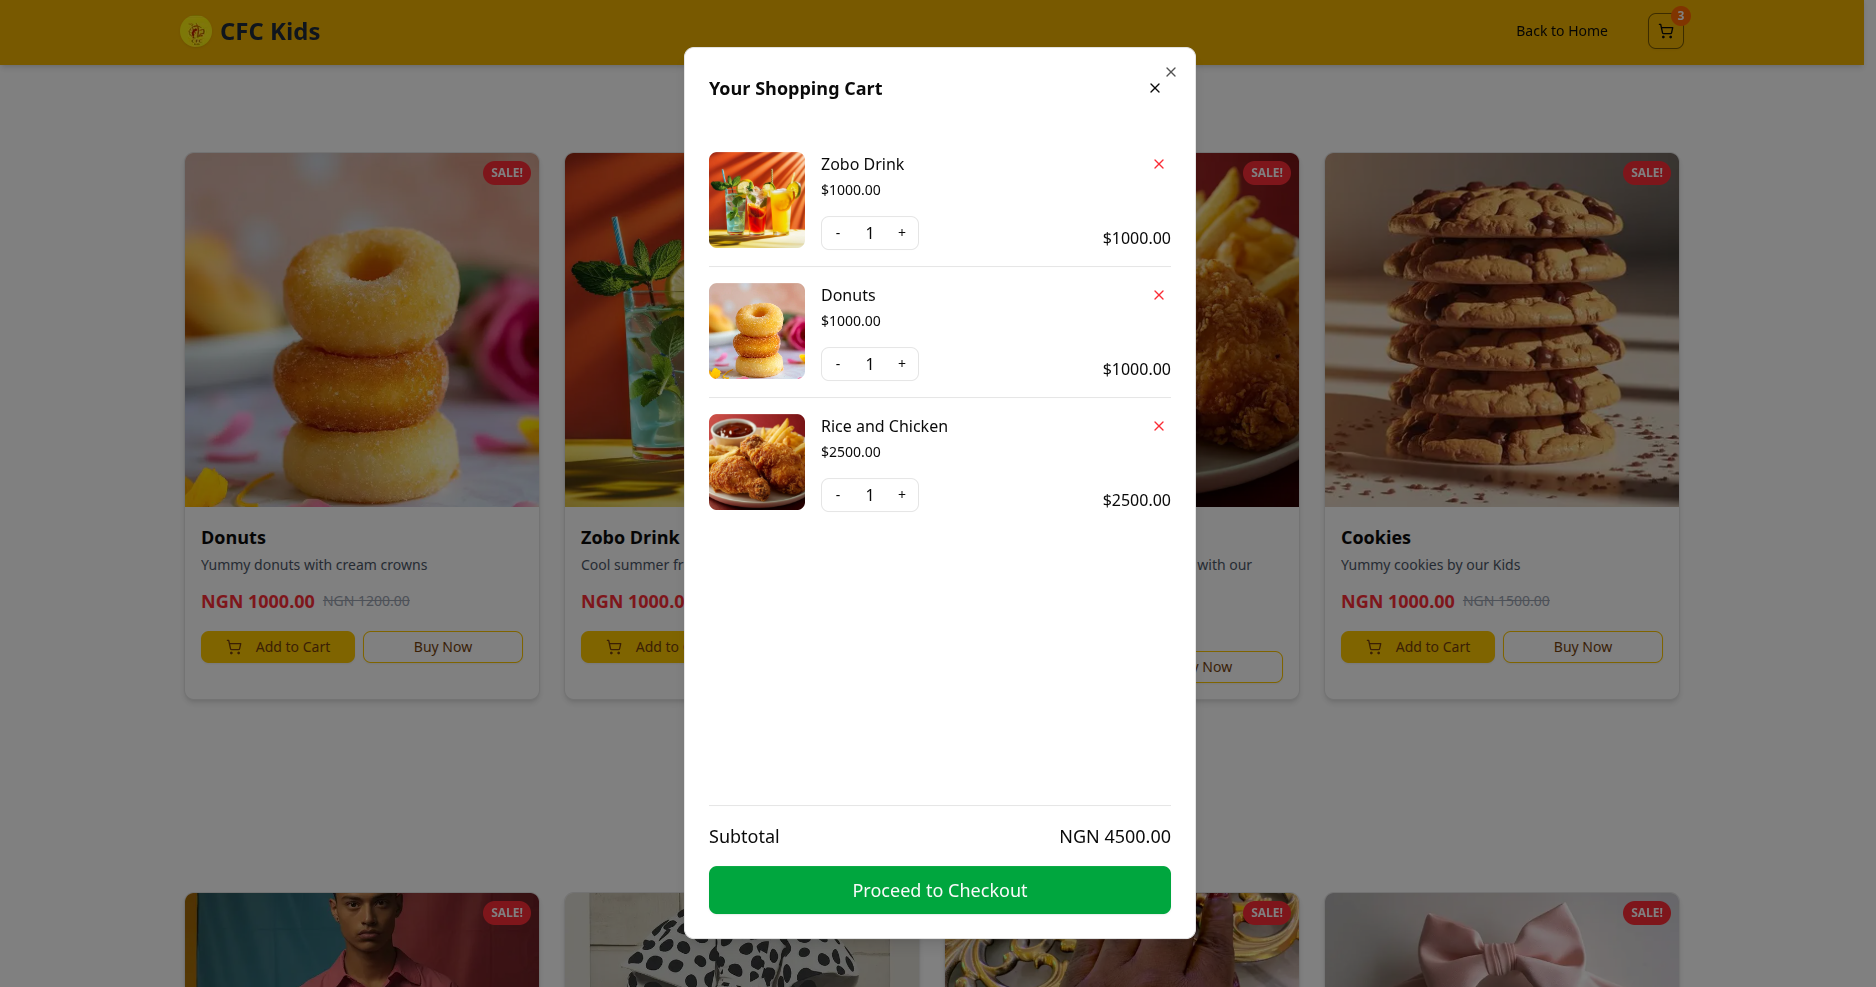 CFC Kids
Back to Home
3
Your Shopping Cart
Zobo Drink
$1000.00
- 1 +
$1000.00
Donuts
$1000.00
- 1 +
$1000.00
Rice and Chicken
$2500.00
- 1 +
$2500.00
Subtotal NGN 4500.00
Proceed to Checkout
SALE!
Donuts
Yummy donuts with cream crowns
NGN 1000.00 NGN 1200.00
Add to Cart Buy Now
Zobo Drink
Cool summer
NGN 1000.0
Add to
SALE!
with our
Now
SALE!
Cookies
Yummy cookies by our Kids
NGN 1000.00 NGN 1500.00
Add to Cart Buy Now
SALE!
SALE!
SALE!